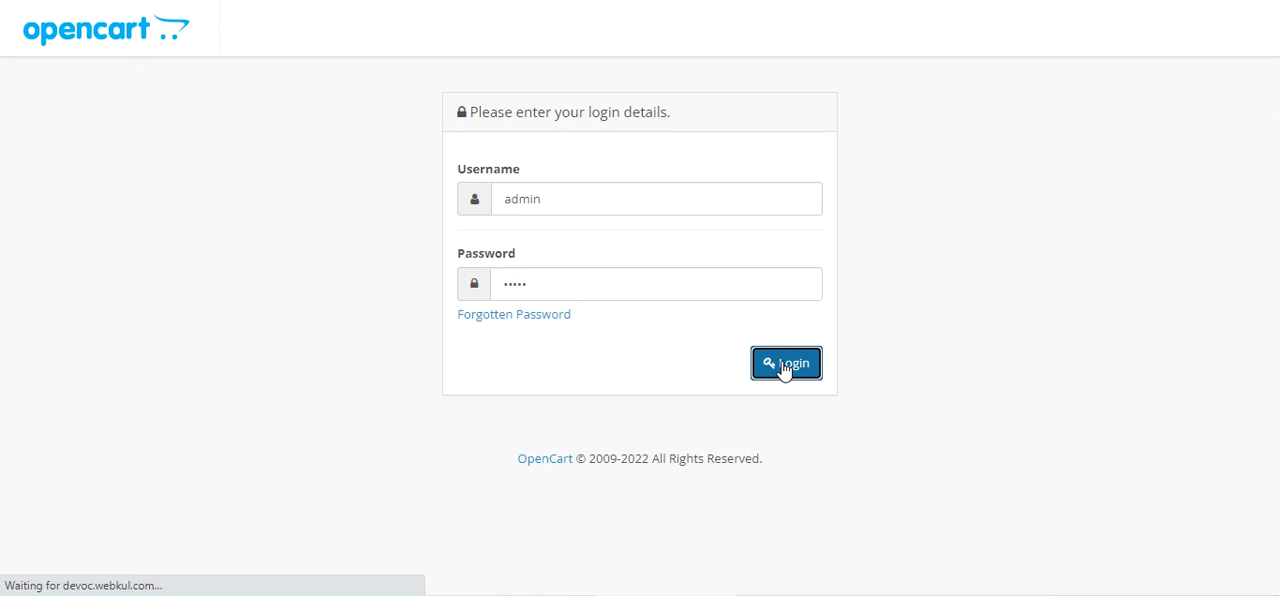 opencart
Please enter your login details.
Username
admin
Password
•••••
Forgotten Password
Login
OpenCart © 2009-2022 All Rights Reserved.
Waiting for devoc.webkul.com...